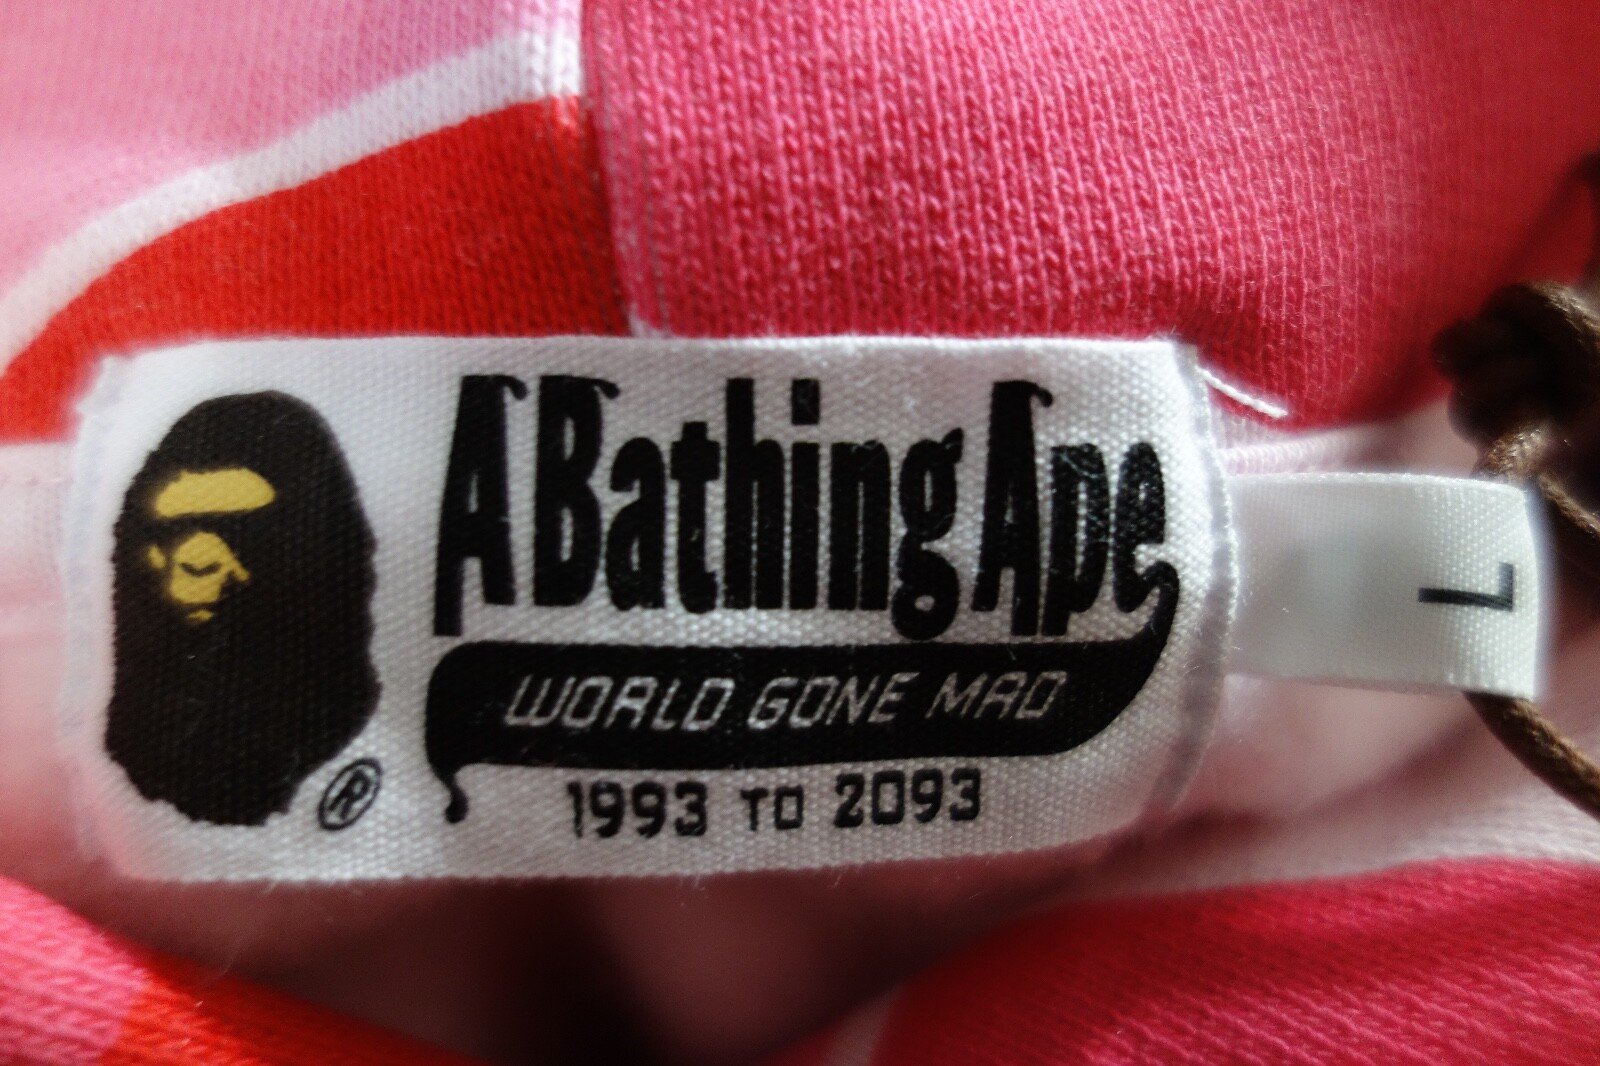 A Bathing Ape
WORLD GONE MAD
1993 TO 2093
®
L